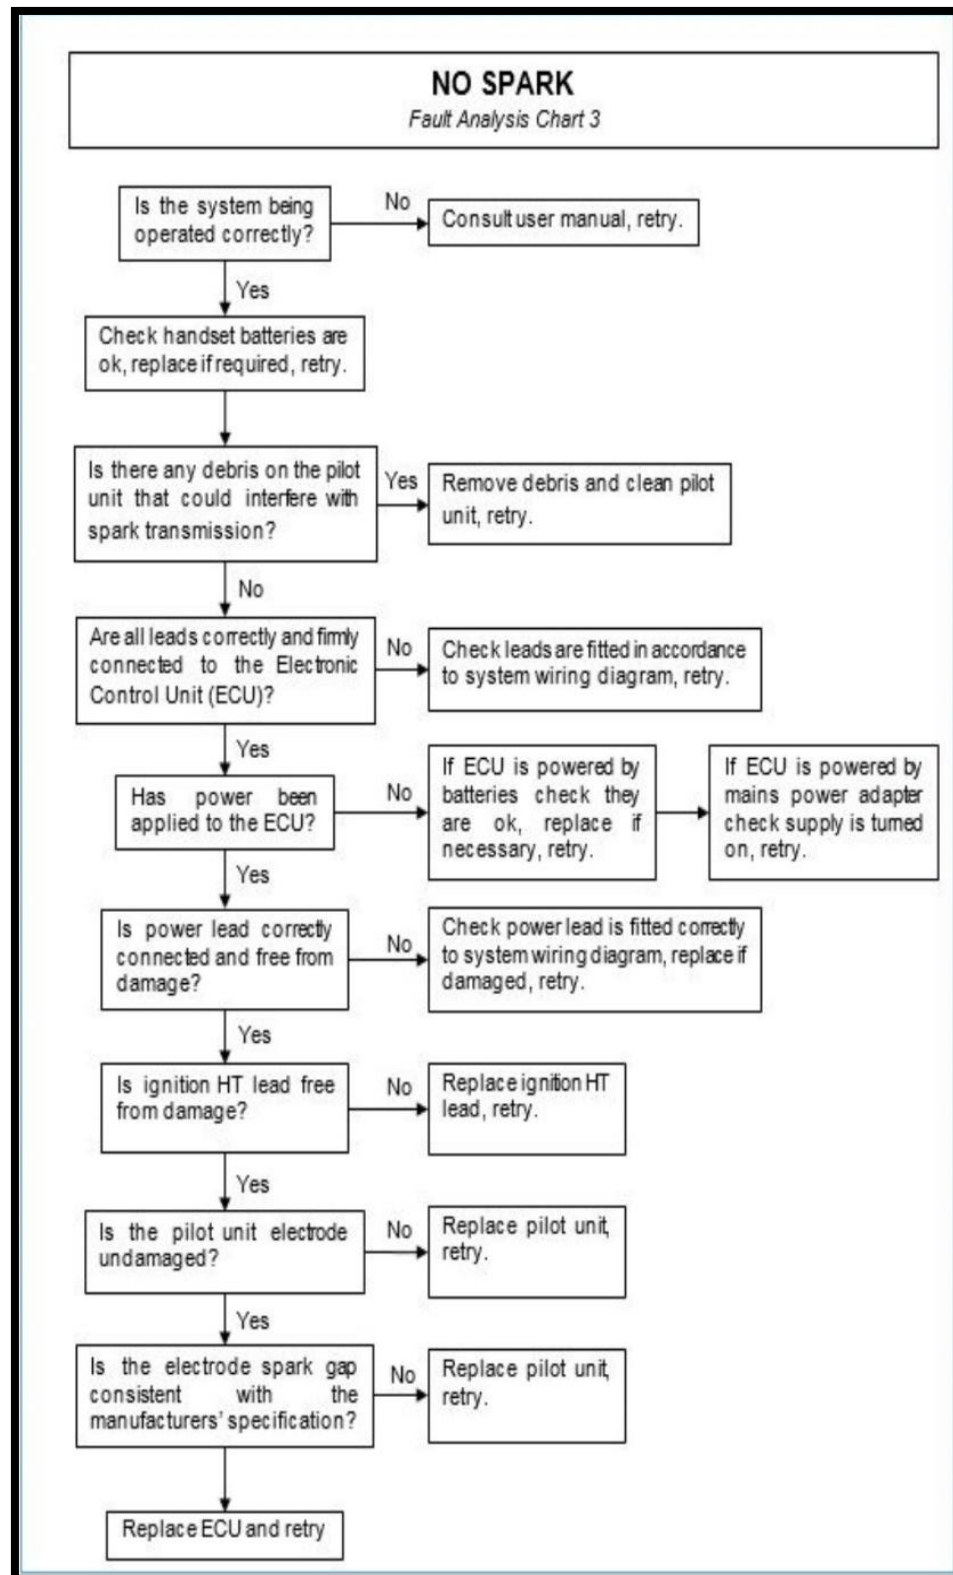 NO SPARK
Fault Analysis Chart 3
Is the system being
operated correctly?
No
Consult user manual, retry.
Yes
Check handset batteries are
ok, replace if required, retry.
Is there any debris on the pilot
unit that could interfere with
spark transmission?
Yes
Remove debris and clean pilot
unit, retry.
No
Are all leads correctly and firmly
connected to the Electronic
Control Unit (ECU)?
No
Check leads are fitted in accordance
to system wiring diagram, retry.
Yes
Has power been
applied to the ECU?
No
If ECU is powered by
batteries check they
are ok, replace if
necessary, retry.
If ECU is powered by
mains power adapter
check supply is turned
on, retry.
Yes
Is power lead correctly
connected and free from
damage?
No
Check power lead is fitted correctly
to system wiring diagram, replace if
damaged, retry.
Yes
Is ignition HT lead free
from damage?
No
Replace ignition HT
lead, retry.
Yes
Is the pilot unit electrode
undamaged?
No
Replace pilot unit,
retry.
Yes
Is the electrode spark gap
consistent with the
manufacturers' specification?
No
Replace pilot unit,
retry.
Replace ECU and retry